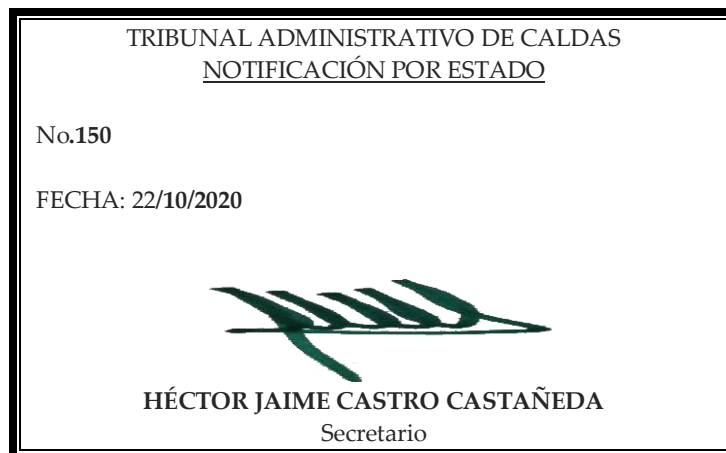 TRIBUNAL ADMINISTRATIVO DE CALDAS
NOTIFICACIÓN POR ESTADO
No.150
FECHA: 22/10/2020
HÉCTOR JAIME CASTRO CASTAÑEDA
Secretario